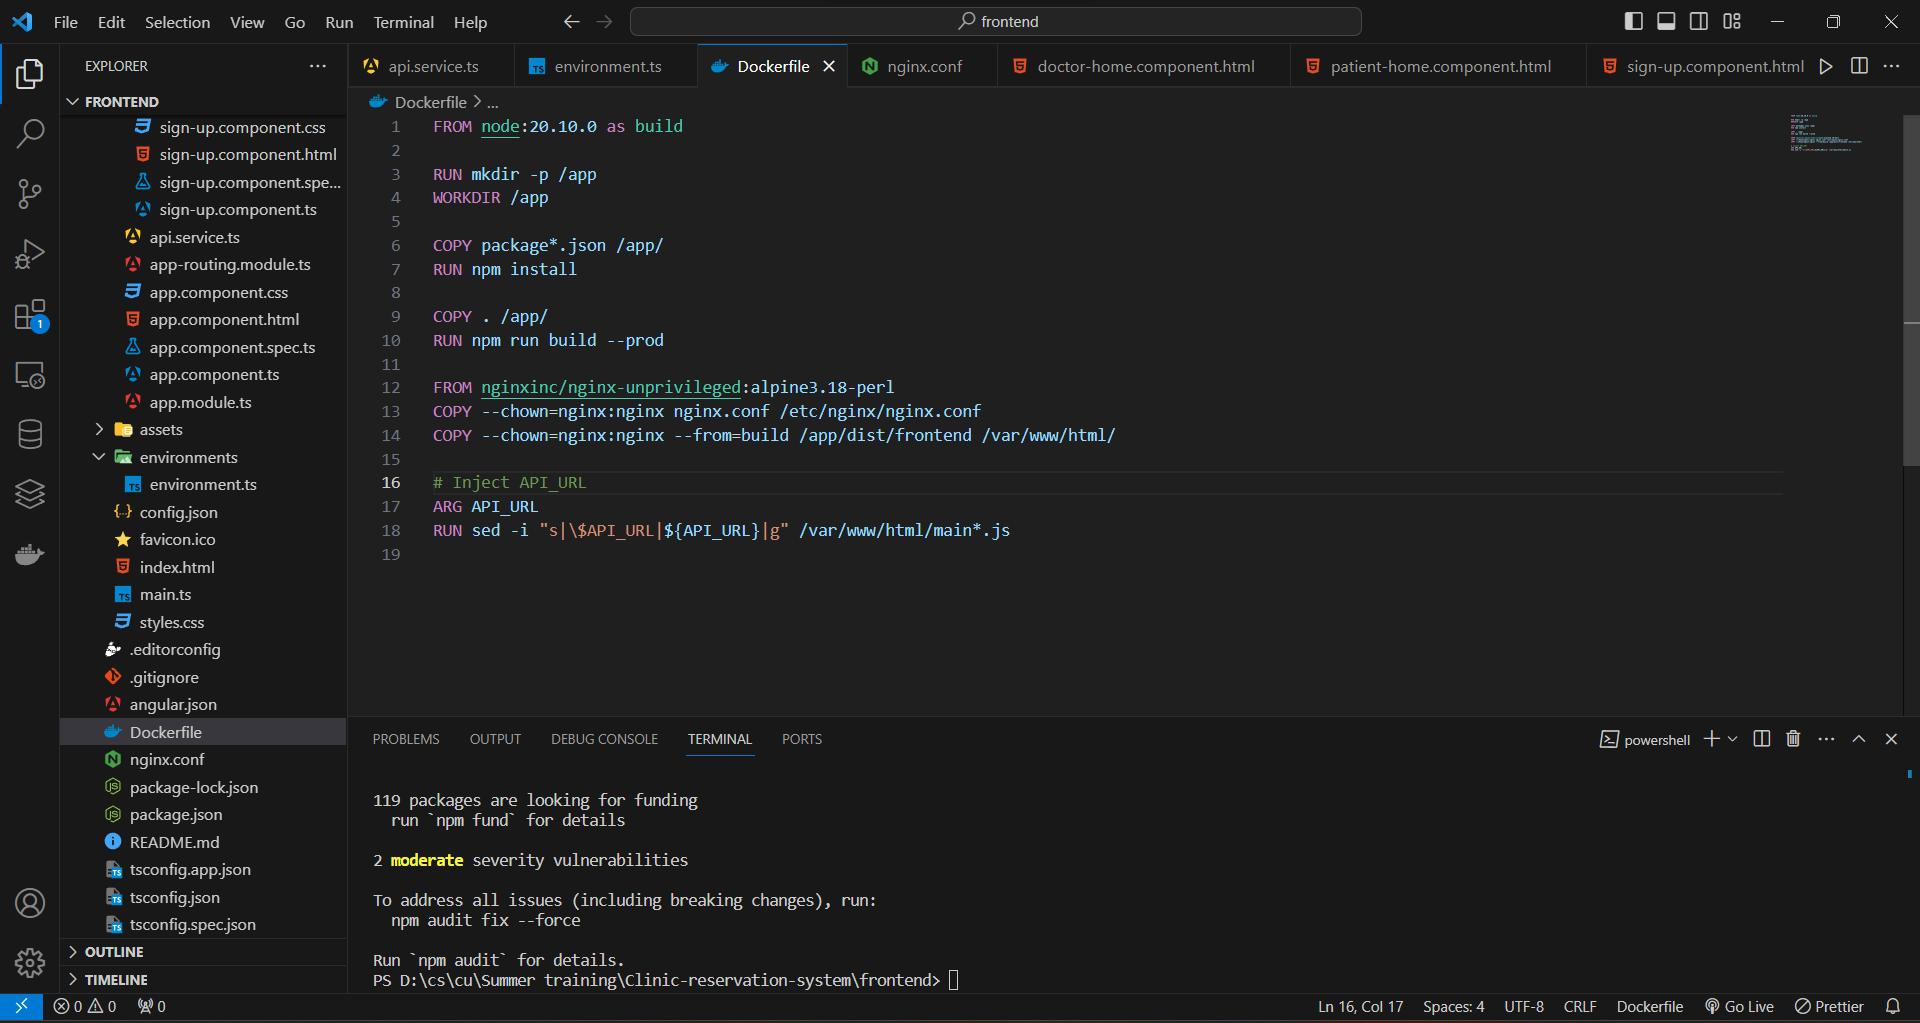 File Edit Selection View Go Run Terminal Help
frontend
EXPLORER
FRONTEND
sign-up.component.css
sign-up.component.html
sign-up.component.spe...
sign-up.component.ts
api.service.ts
app-routing.module.ts
app.component.css
app.component.html
app.component.spec.ts
app.component.ts
app.module.ts
assets
environments
environment.ts
config.json
favicon.ico
index.html
main.ts
styles.css
.editorconfig
.gitignore
angular.json
Dockerfile
nginx.conf
package-lock.json
package.json
README.md
tsconfig.app.json
tsconfig.json
tsconfig.spec.json
OUTLINE
TIMELINE
1
api.service.ts environment.ts Dockerfile nginx.conf doctor-home.component.html patient-home.component.html sign-up.component.html
Dockerfile > ...
1 FROM node:20.10.0 as build
2
3 RUN mkdir -p /app
4 WORKDIR /app
5
6 COPY package*.json /app/
7 RUN npm install
8
9 COPY . /app/
10 RUN npm run build --prod
11
12 FROM nginxinc/nginx-unprivileged:alpine3.18-perl
13 COPY --chown=nginx:nginx nginx.conf /etc/nginx/nginx.conf
14 COPY --chown=nginx:nginx --from=build /app/dist/frontend /var/www/html/
15
16 # Inject API_URL
17 ARG API_URL
18 RUN sed -i "s|\$API_URL|${API_URL}|g" /var/www/html/main*.js
19
PROBLEMS OUTPUT DEBUG CONSOLE TERMINAL PORTS
powershell
119 packages are looking for funding
run `npm fund` for details
2 moderate severity vulnerabilities
To address all issues (including breaking changes), run:
npm audit fix --force
Run `npm audit` for details.
PS D:\cs\cu\Summer training\Clinic-reservation-system\frontend>
0 0 0
Ln 16, Col 17 Spaces: 4 UTF-8 CRLF Dockerfile Go Live Prettier